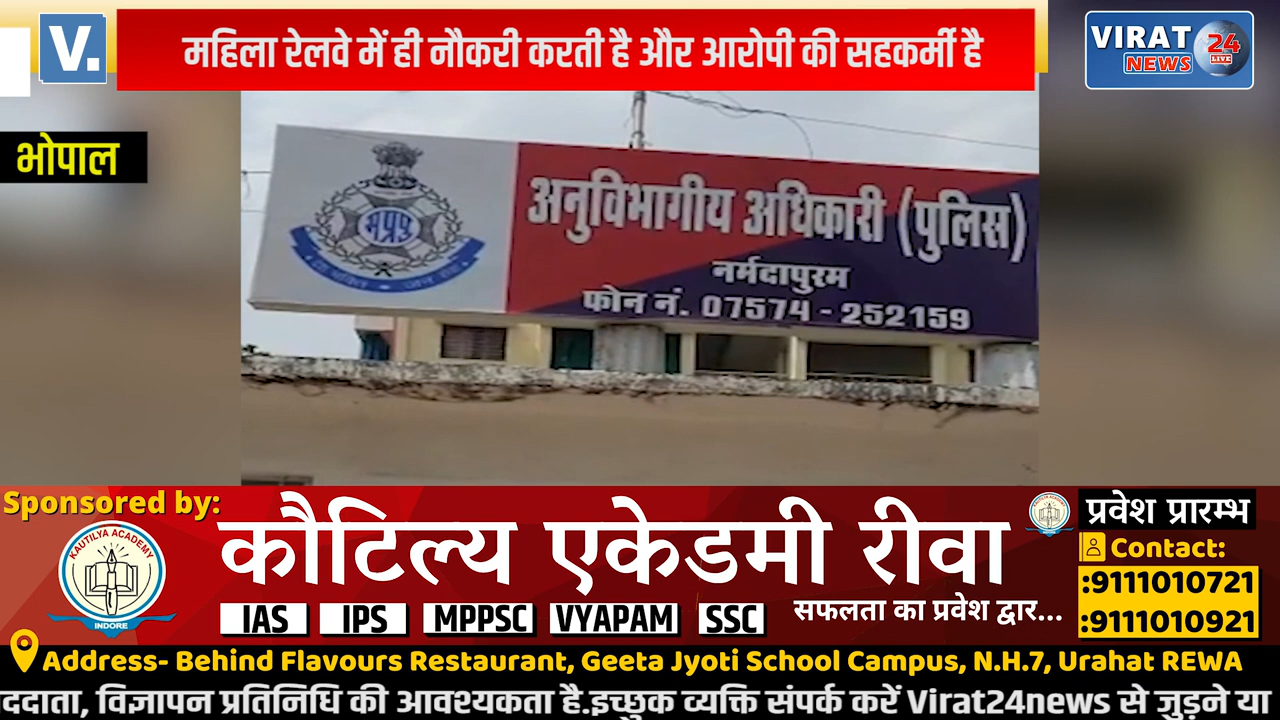 V.
महिला रेलवे में ही नौकरी करती है और आरोपी की सहकर्मी है
VIRAT
NEWS
24
LIVE
भोपाल
मप्रपु
अनुविभागीय अधिकारी (पुलिस)
नर्मदापुरम
फोन नं. 07574 - 252159
Sponsored by:
KAUTILYA ACADEMY
INDORE
कौटिल्य एकेडमी रीवा
IAS IPS MPPSC VYAPAM SSC
सफलता का प्रवेश द्वार...
प्रवेश प्रारम्भ
Contact:
:9111010721
:9111010921
Address- Behind Flavours Restaurant, Geeta Jyoti School Campus, N.H.7, Urahat REWA
ददाता, विज्ञापन प्रतिनिधि की आवश्यकता है.इच्छुक व्यक्ति संपर्क करें Virat24news से जुड़ने या